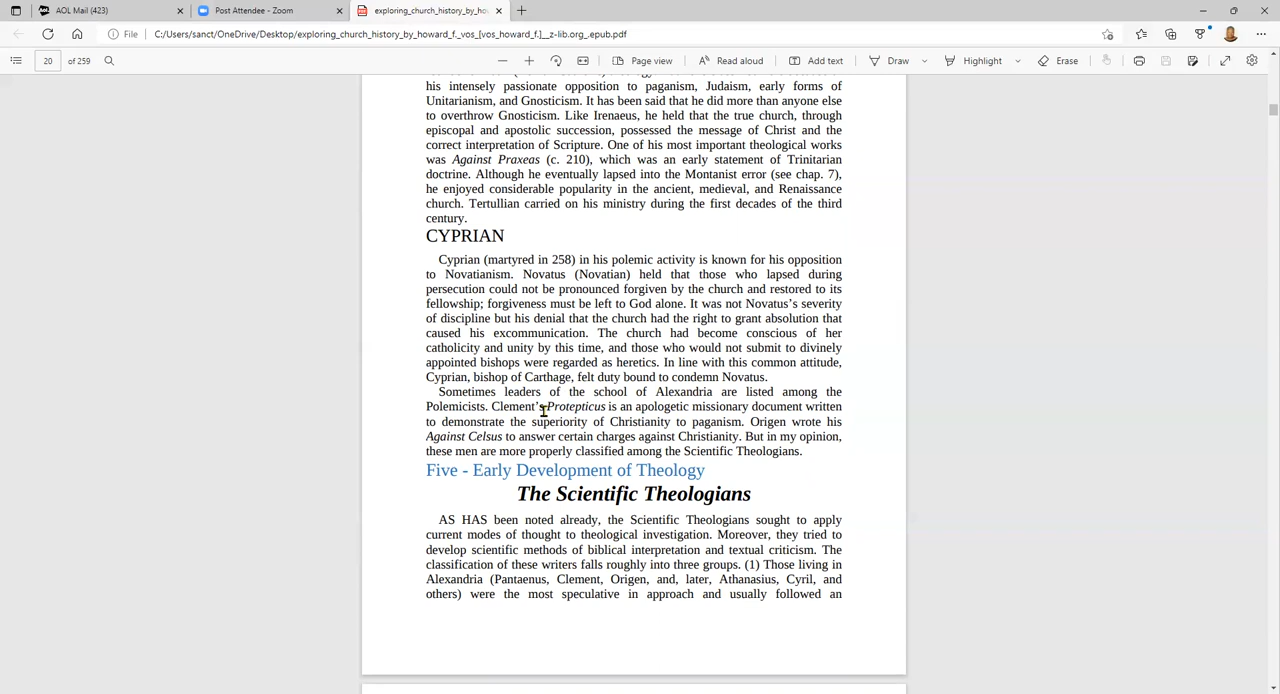 AOL Mail (423)
Post Attendee - Zoom
exploring_church_history_by_ho
File
C:/Users/sanct/OneDrive/Desktop/exploring_church_history_by_howard_f._vos_[vos_howard_f.]__z-lib.org_.epub.pdf
20 of 259
Page view
Read aloud
Add text
Draw
Highlight
Erase
his intensely passionate opposition to paganism, Judaism, early forms of
Unitarianism, and Gnosticism. It has been said that he did more than anyone else
to overthrow Gnosticism. Like Irenaeus, he held that the true church, through
episcopal and apostolic succession, possessed the message of Christ and the
correct interpretation of Scripture. One of his most important theological works
was Against Praxeas (c. 210), which was an early statement of Trinitarian
doctrine. Although he eventually lapsed into the Montanist error (see chap. 7),
he enjoyed considerable popularity in the ancient, medieval, and Renaissance
church. Tertullian carried on his ministry during the first decades of the third
century.
CYPRIAN
Cyprian (martyred in 258) in his polemic activity is known for his opposition
to Novatianism. Novatus (Novatian) held that those who lapsed during
persecution could not be pronounced forgiven by the church and restored to its
fellowship; forgiveness must be left to God alone. It was not Novatus's severity
of discipline but his denial that the church had the right to grant absolution that
caused his excommunication. The church had become conscious of her
catholicity and unity by this time, and those who would not submit to divinely
appointed bishops were regarded as heretics. In line with this common attitude,
Cyprian, bishop of Carthage, felt duty bound to condemn Novatus.
Sometimes leaders of the school of Alexandria are listed among the
Polemicists. Clement's Protepticus is an apologetic missionary document written
to demonstrate the superiority of Christianity to paganism. Origen wrote his
Against Celsus to answer certain charges against Christianity. But in my opinion,
these men are more properly classified among the Scientific Theologians.
Five - Early Development of Theology
The Scientific Theologians
AS HAS been noted already, the Scientific Theologians sought to apply
current modes of thought to theological investigation. Moreover, they tried to
develop scientific methods of biblical interpretation and textual criticism. The
classification of these writers falls roughly into three groups. (1) Those living in
Alexandria (Pantaenus, Clement, Origen, and, later, Athanasius, Cyril, and
others) were the most speculative in approach and usually followed an